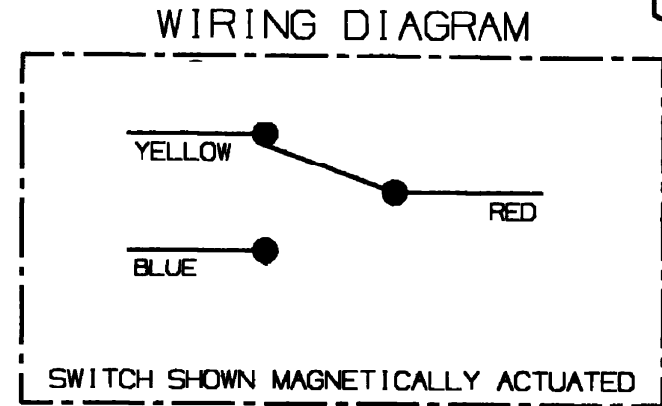 WIRING DIAGRAM
YELLOW
RED
BLUE
SWITCH SHOWN MAGNETICALLY ACTUATED